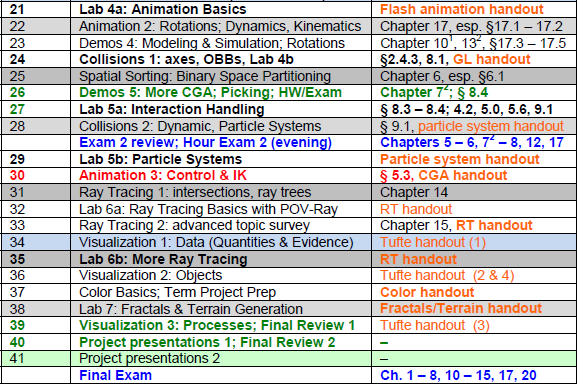 21 Lab 4a: Animation Basics Flash animation handout
22 Animation 2: Rotations; Dynamics, Kinematics Chapter 17, esp. §17.1 – 17.2
23 Demos 4: Modeling & Simulation; Rotations Chapter 10¹, 13², §17.3 – 17.5
24 Collisions 1: axes, OBBs, Lab 4b §2.4.3, 8.1, GL handout
25 Spatial Sorting: Binary Space Partitioning Chapter 6, esp. §6.1
26 Demos 5: More CGA; Picking; HW/Exam Chapter 7²; § 8.4
27 Lab 5a: Interaction Handling § 8.3 – 8.4; 4.2, 5.0, 5.6, 9.1
28 Collisions 2: Dynamic, Particle Systems § 9.1, particle system handout
Exam 2 review; Hour Exam 2 (evening) Chapters 5 – 6, 7² – 8, 12, 17
29 Lab 5b: Particle Systems Particle system handout
30 Animation 3: Control & IK § 5.3, CGA handout
31 Ray Tracing 1: intersections, ray trees Chapter 14
32 Lab 6a: Ray Tracing Basics with POV-Ray RT handout
33 Ray Tracing 2: advanced topic survey Chapter 15, RT handout
34 Visualization 1: Data (Quantities & Evidence) Tufte handout (1)
35 Lab 6b: More Ray Tracing RT handout
36 Visualization 2: Objects Tufte handout (2 & 4)
37 Color Basics; Term Project Prep Color handout
38 Lab 7: Fractals & Terrain Generation Fractals/Terrain handout
39 Visualization 3: Processes; Final Review 1 Tufte handout (3)
40 Project presentations 1; Final Review 2 –
41 Project presentations 2 –
Final Exam Ch. 1 – 8, 10 – 15, 17, 20